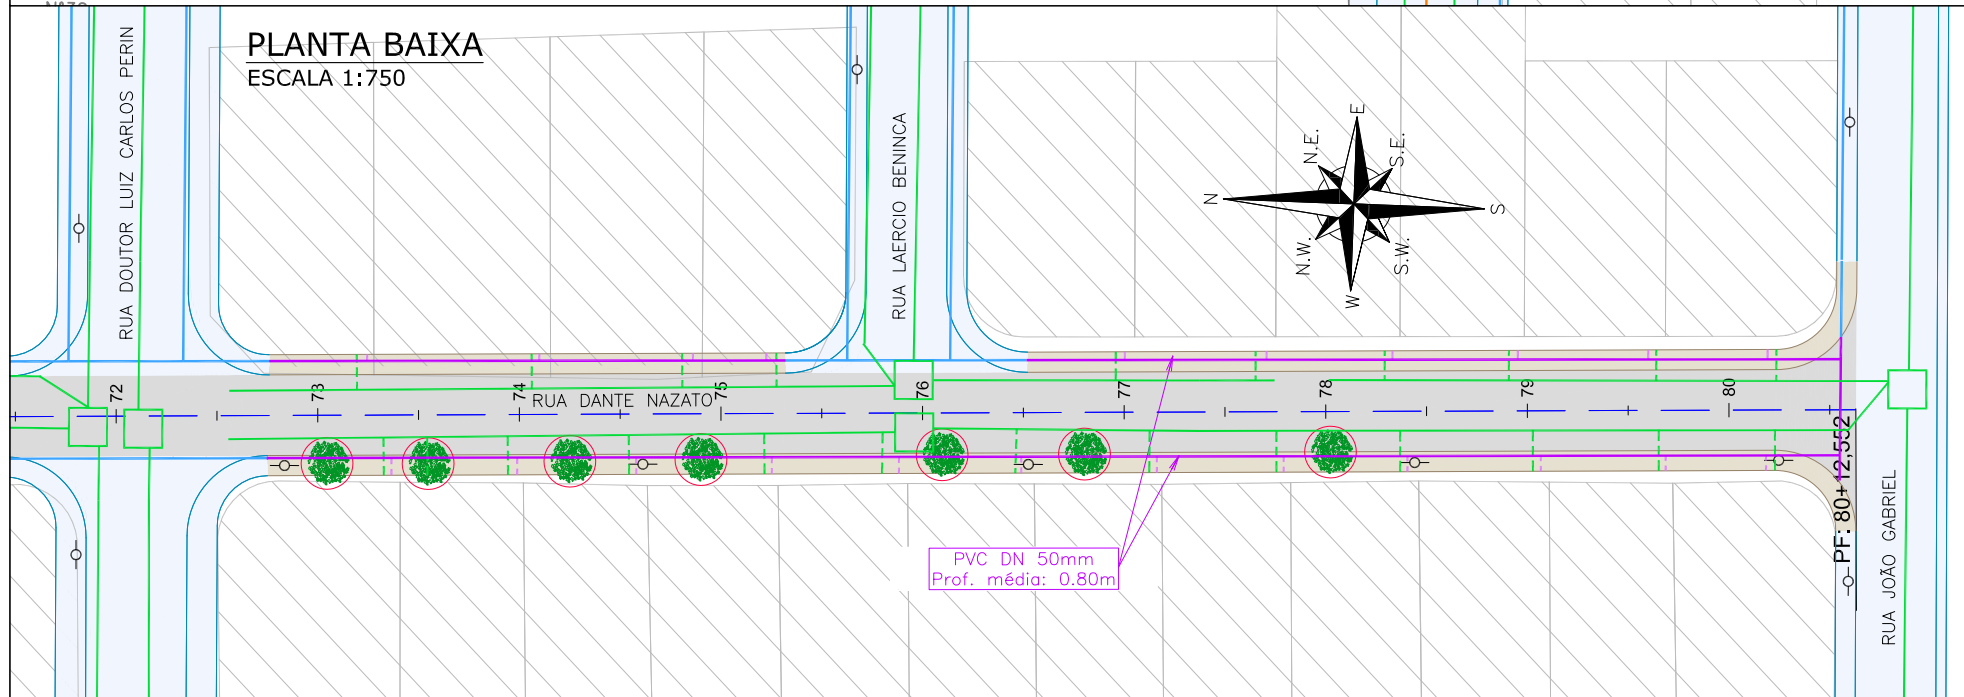 PLANTA BAIXA
ESCALA 1:750
RUA DOUTOR LUIZ CARLOS PERIN
RUA LAERCIO BENINCA
N
N.E.
E
S.E.
S
S.W.
W
N.W.
72
73
74
75
76
77
78
79
80
RUA DANTE NAZATO
PF: 80+12,552
RUA JOÃO GABRIEL
PVC DN 50mm
Prof. média: 0.80m